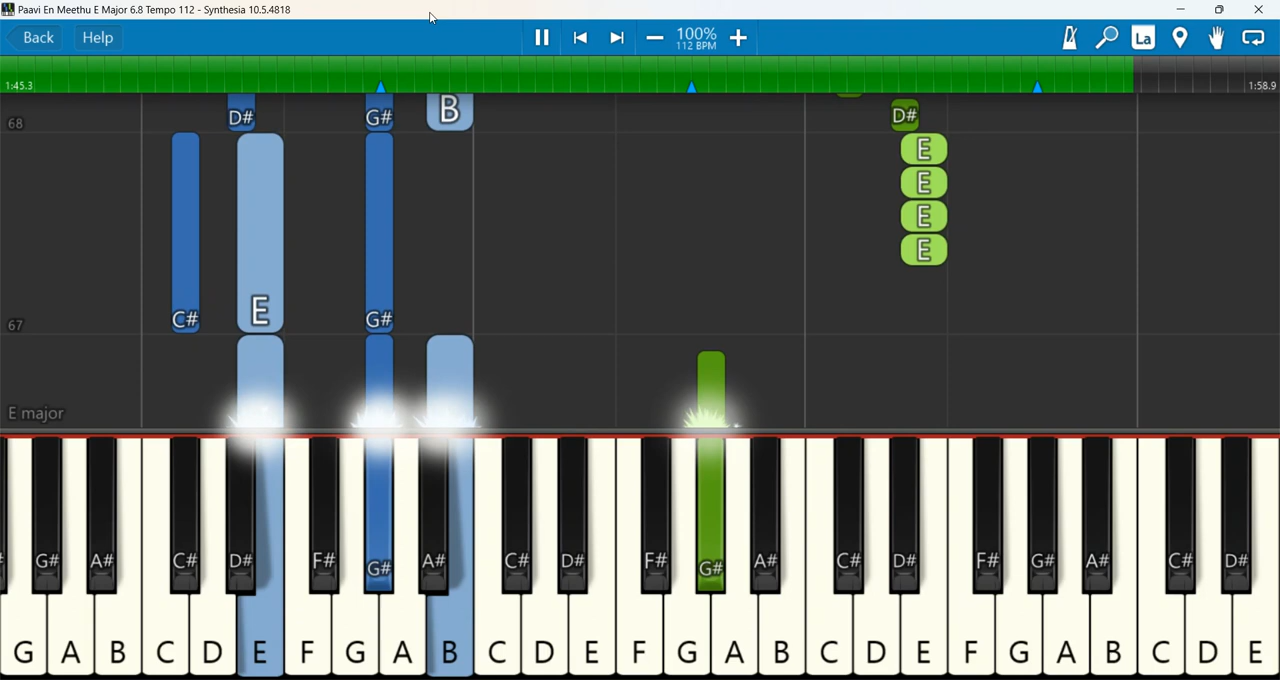 Paavi En Meethu E Major 6.8 Tempo 112 - Synthesia 10.5.4818
Back Help 100% La
112 BPM
1:45.3 1:58.9
D# G# B D#
68
E
E
E
E
C# E G#
67
E major
G# A# C# D# F# G# A# C# D# F# G# A# C# D# F# G# A# C# D#
G A B C D E F G A B C D E F G A B C D E F G A B C D E